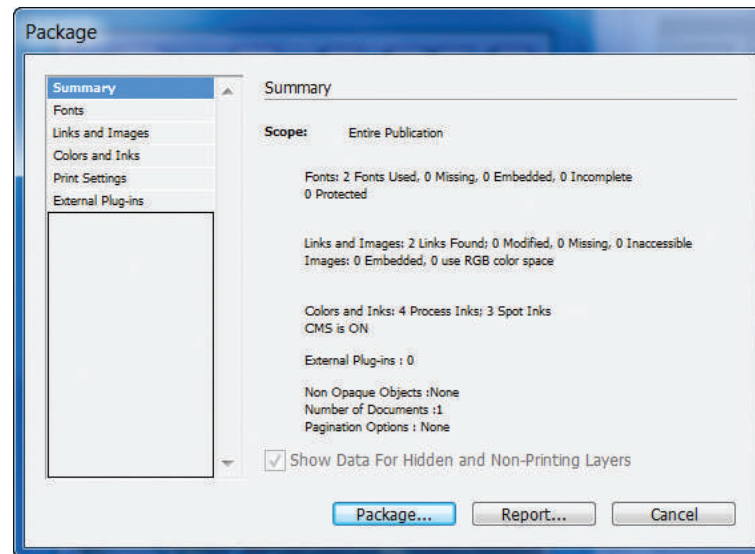 Package
Summary
Fonts
Links and Images
Colors and Inks
Print Settings
External Plug-ins
Summary
Scope: Entire Publication
Fonts: 2 Fonts Used, 0 Missing, 0 Embedded, 0 Incomplete
0 Protected
Links and Images: 2 Links Found; 0 Modified, 0 Missing, 0 Inaccessible
Images: 0 Embedded, 0 use RGB color space
Colors and Inks: 4 Process Inks; 3 Spot Inks
CMS is ON
External Plug-ins : 0
Non Opaque Objects :None
Number of Documents :1
Pagination Options : None
Show Data For Hidden and Non-Printing Layers
Package... Report... Cancel